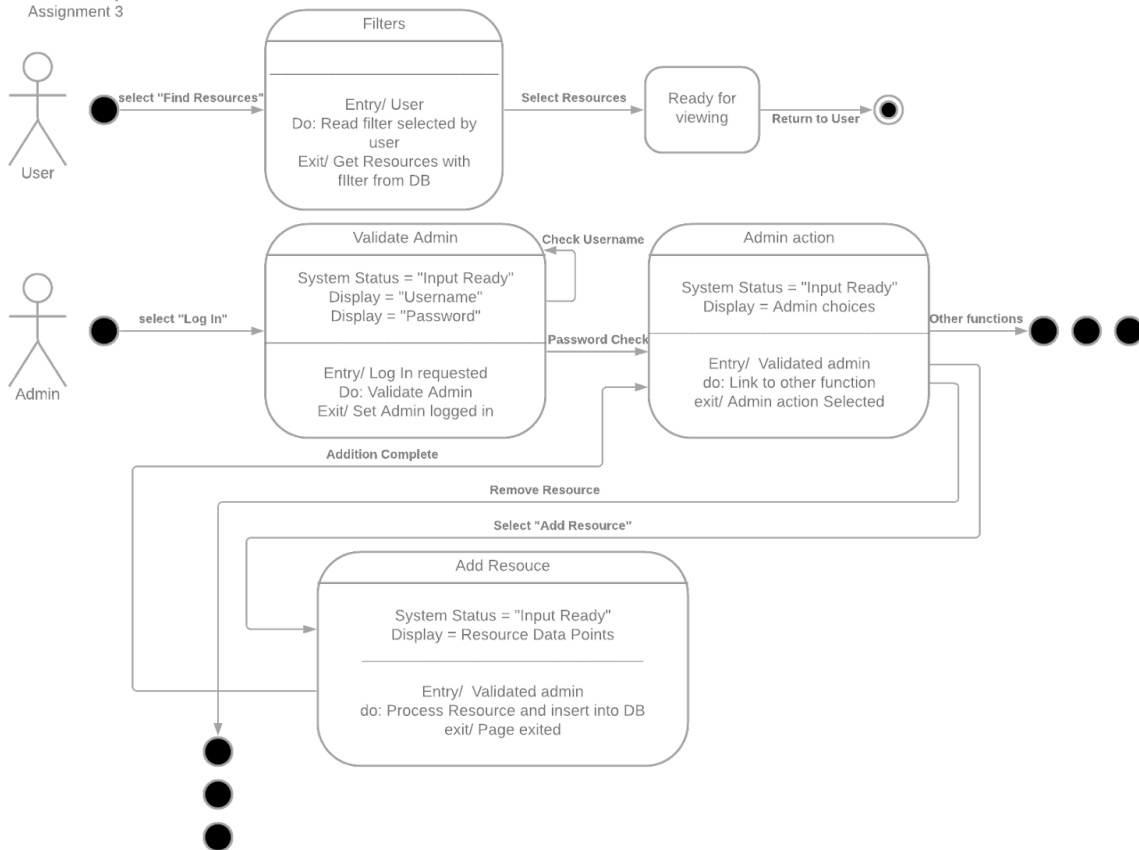 Assignment 3
Filters
Entry/ User
Do: Read filter selected by
user
Exit/ Get Resources with
fIlter from DB
select "Find Resources"
Select Resources
Ready for
viewing
Return to User
User
Validate Admin
System Status = "Input Ready"
Display = "Username"
Display = "Password"
Entry/ Log In requested
Do: Validate Admin
Exit/ Set Admin logged in
Check Username
Admin action
System Status = "Input Ready"
Display = Admin choices
Entry/  Validated admin
do: Link to other function
exit/ Admin action Selected
select "Log In"
Password Check
Other functions
Admin
Addition Complete
Remove Resource
Select "Add Resource"
Add Resouce
System Status = "Input Ready"
Display = Resource Data Points
Entry/  Validated admin
do: Process Resource and insert into DB
exit/ Page exited